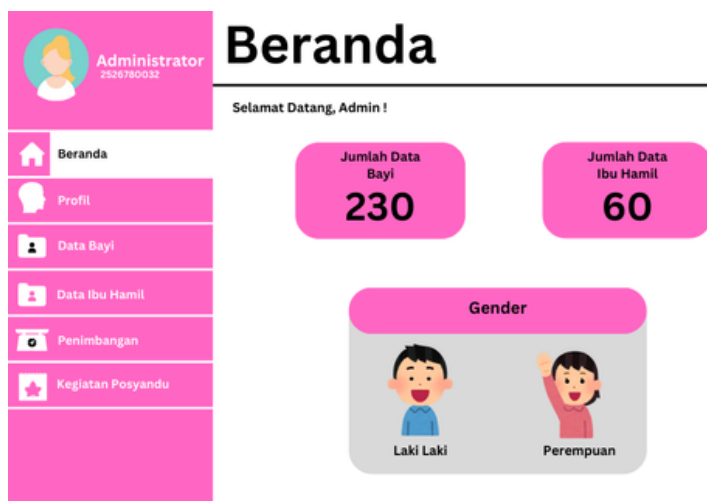 Administrator
2526780032
Beranda
Profil
Data Bayi
Data Ibu Hamil
Penimbangan
Kegiatan Posyandu
Beranda
Selamat Datang, Admin !
Jumlah Data
Bayi
230
Jumlah Data
Ibu Hamil
60
Gender
Laki Laki
Perempuan